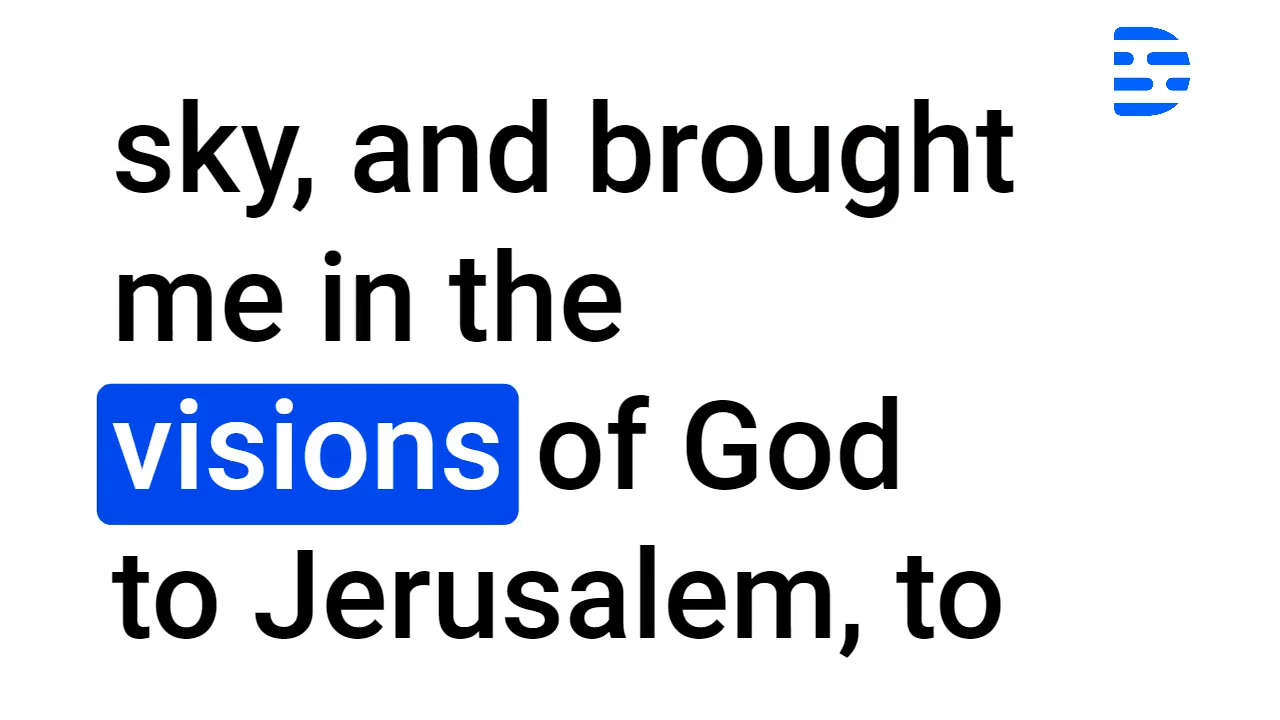 sky, and brought
me in the
visions of God
to Jerusalem, to